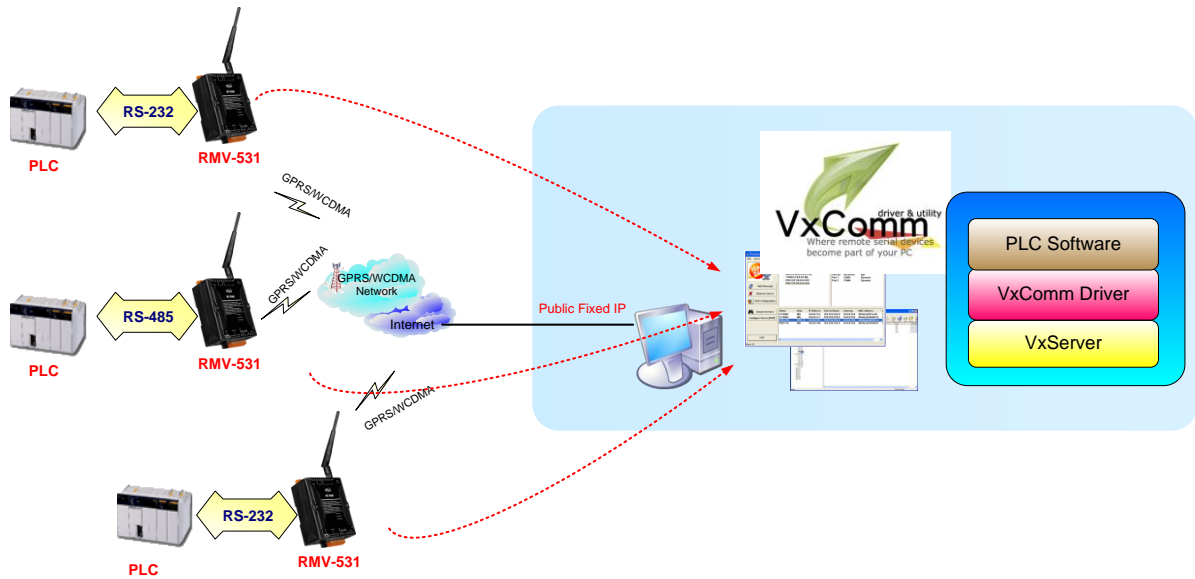 RS-232
PLC
RMV-531
GPRS/WCDMA
RS-485
PLC
RMV-531
GPRS/WCDMA
GPRS/WCDMA
Network
Internet
Public Fixed IP
GPRS/WCDMA
RS-232
PLC
RMV-531
VxComm
driver & utility
Where remote serial devices
become part of your PC
PLC Software
VxComm Driver
VxServer